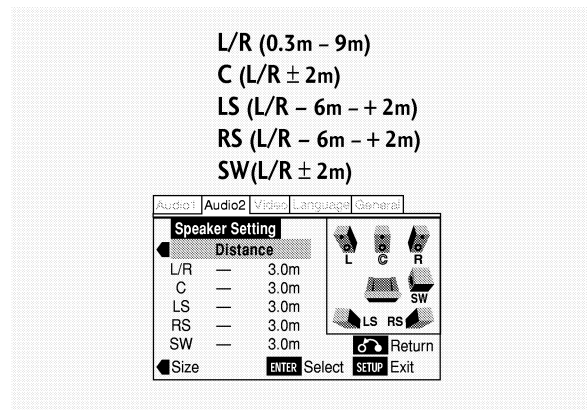 L/R (0.3m – 9m)
C (L/R ± 2m)
LS (L/R – 6m – + 2m)
RS (L/R – 6m – + 2m)
SW(L/R ± 2m)
Audio1 Audio2 Video Language General
Speaker Setting
Distance
L/R — 3.0m
C — 3.0m
LS — 3.0m
RS — 3.0m
SW — 3.0m
L C R
SW
LS RS
Return
Size ENTER Select SETUP Exit